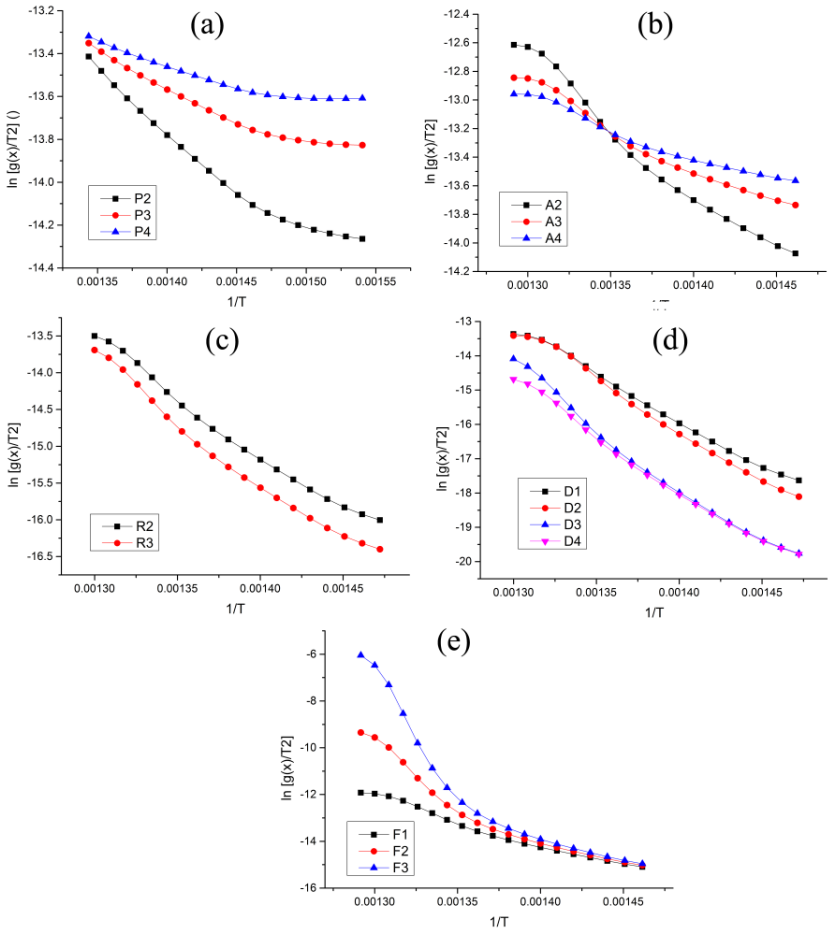 (a)
-13.2
-13.4
-13.6
-13.8
-14.0
-14.2
-14.4
ln [g(x)/T2] ()
P2
P3
P4
0.00135 0.00140 0.00145 0.00150 0.00155
1/T
(b)
-12.4
-12.6
-12.8
-13.0
-13.2
-13.4
-13.6
-13.8
-14.0
-14.2
ln [g(x)/T2]
A2
A3
A4
0.00130 0.00135 0.00140 0.00145
1/T
(c)
-13.5
-14.0
-14.5
-15.0
-15.5
-16.0
-16.5
ln [g(x)/T2]
R2
R3
0.00130 0.00135 0.00140 0.00145
1/T
(d)
-13
-14
-15
-16
-17
-18
-19
-20
ln [g(x)/T2]
D1
D2
D3
D4
0.00130 0.00135 0.00140 0.00145
1/T
(e)
-6
-8
-10
-12
-14
-16
ln [g(x)/T2]
F1
F2
F3
0.00130 0.00135 0.00140 0.00145
1/T